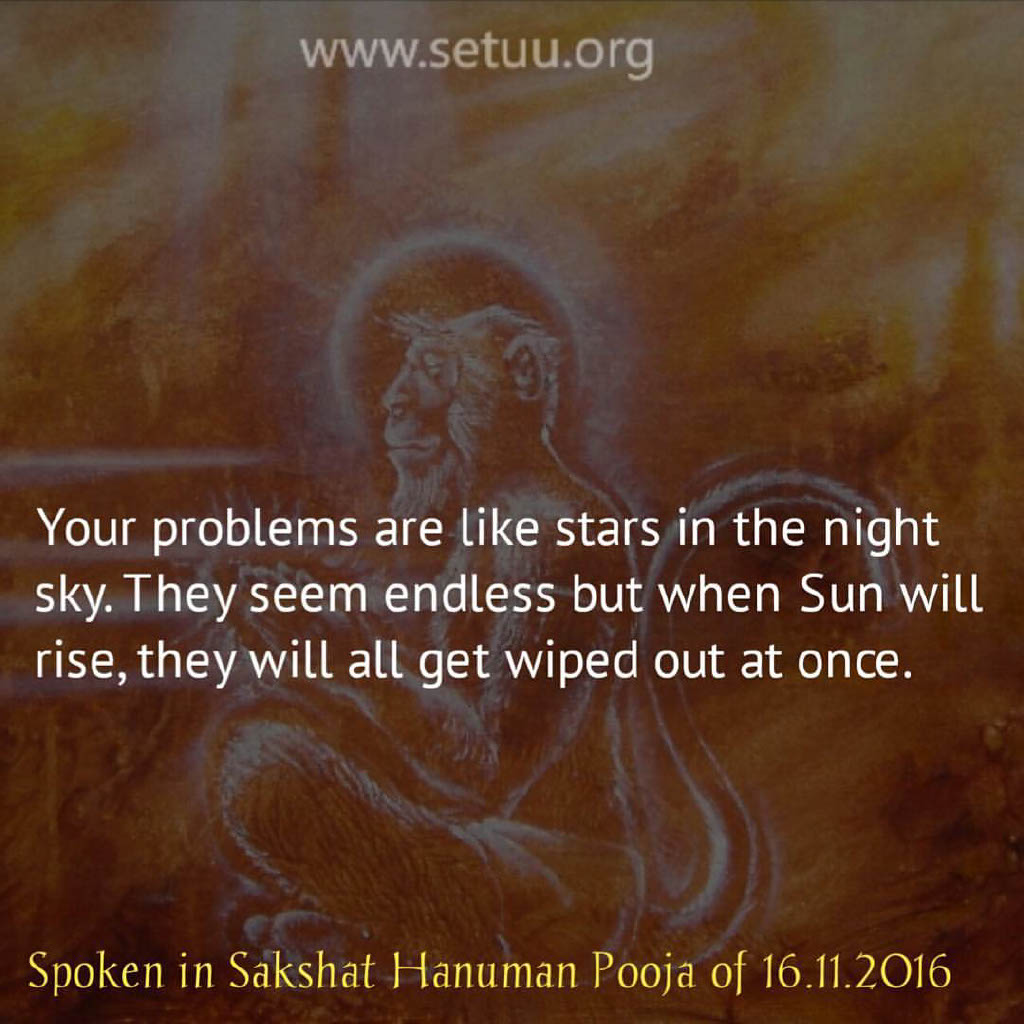 www.setuu.org
Your problems are like stars in the night
sky. They seem endless but when Sun will
rise, they will all get wiped out at once.
Spoken in Sakshat Hanuman Pooja of 16.11.2016